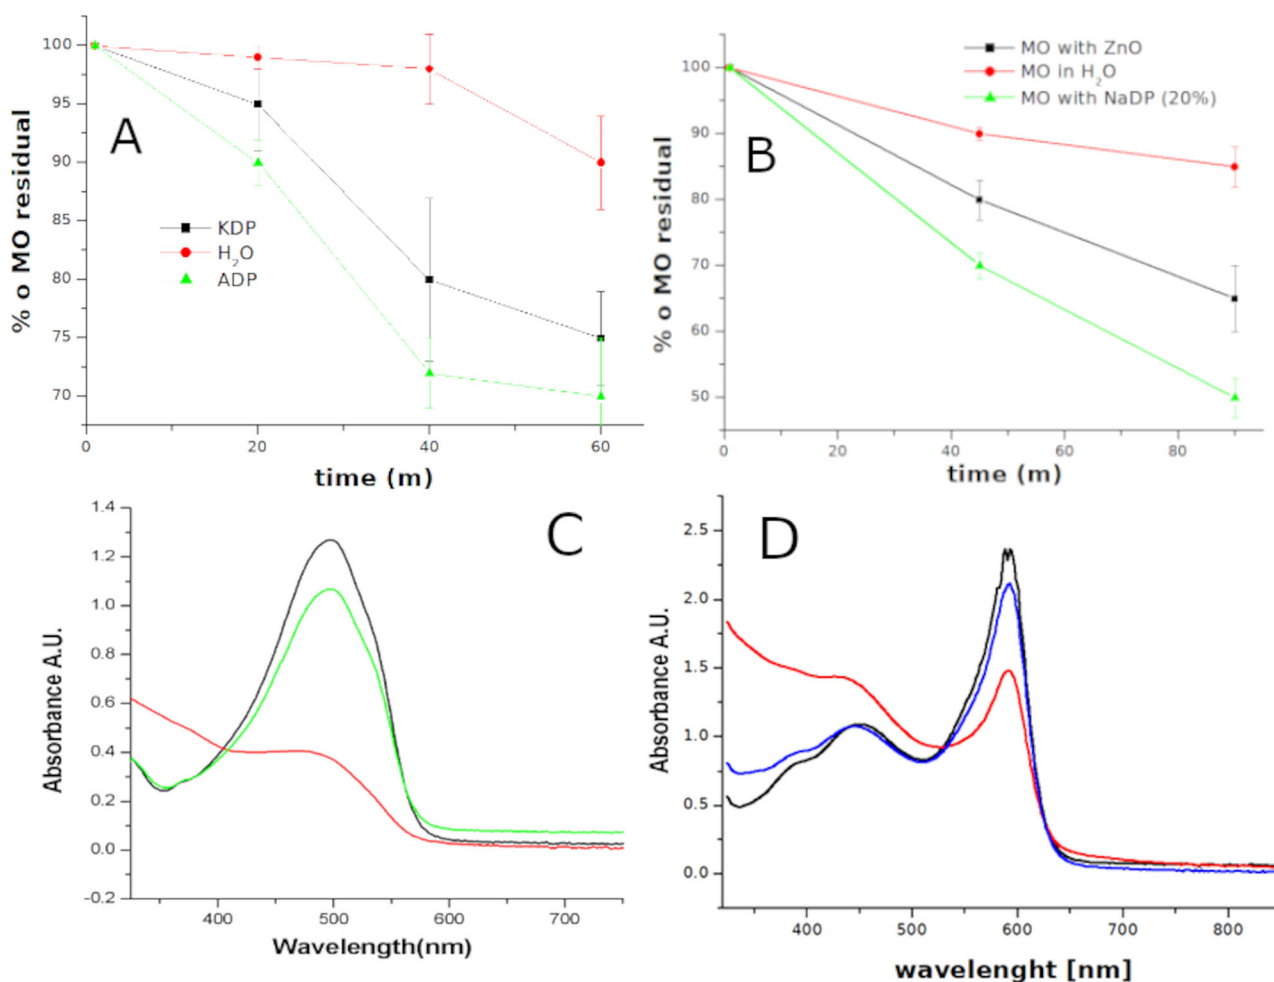 % o MO residual
100
95
90
85
80
75
70
A
KDP
H2O
ADP
0
20
40
60
time (m)
% o MO residual
100
90
80
70
60
50
B
MO with ZnO
MO in H2O
MO with NaDP (20%)
0
20
40
60
80
time (m)
Absorbance A.U.
1.4
1.2
1.0
0.8
0.6
0.4
0.2
0.0
-0.2
C
400
500
600
700
Wavelength(nm)
Absorbance A.U.
2.5
2.0
1.5
1.0
0.5
0.0
D
400
500
600
700
800
wavelenght [nm]